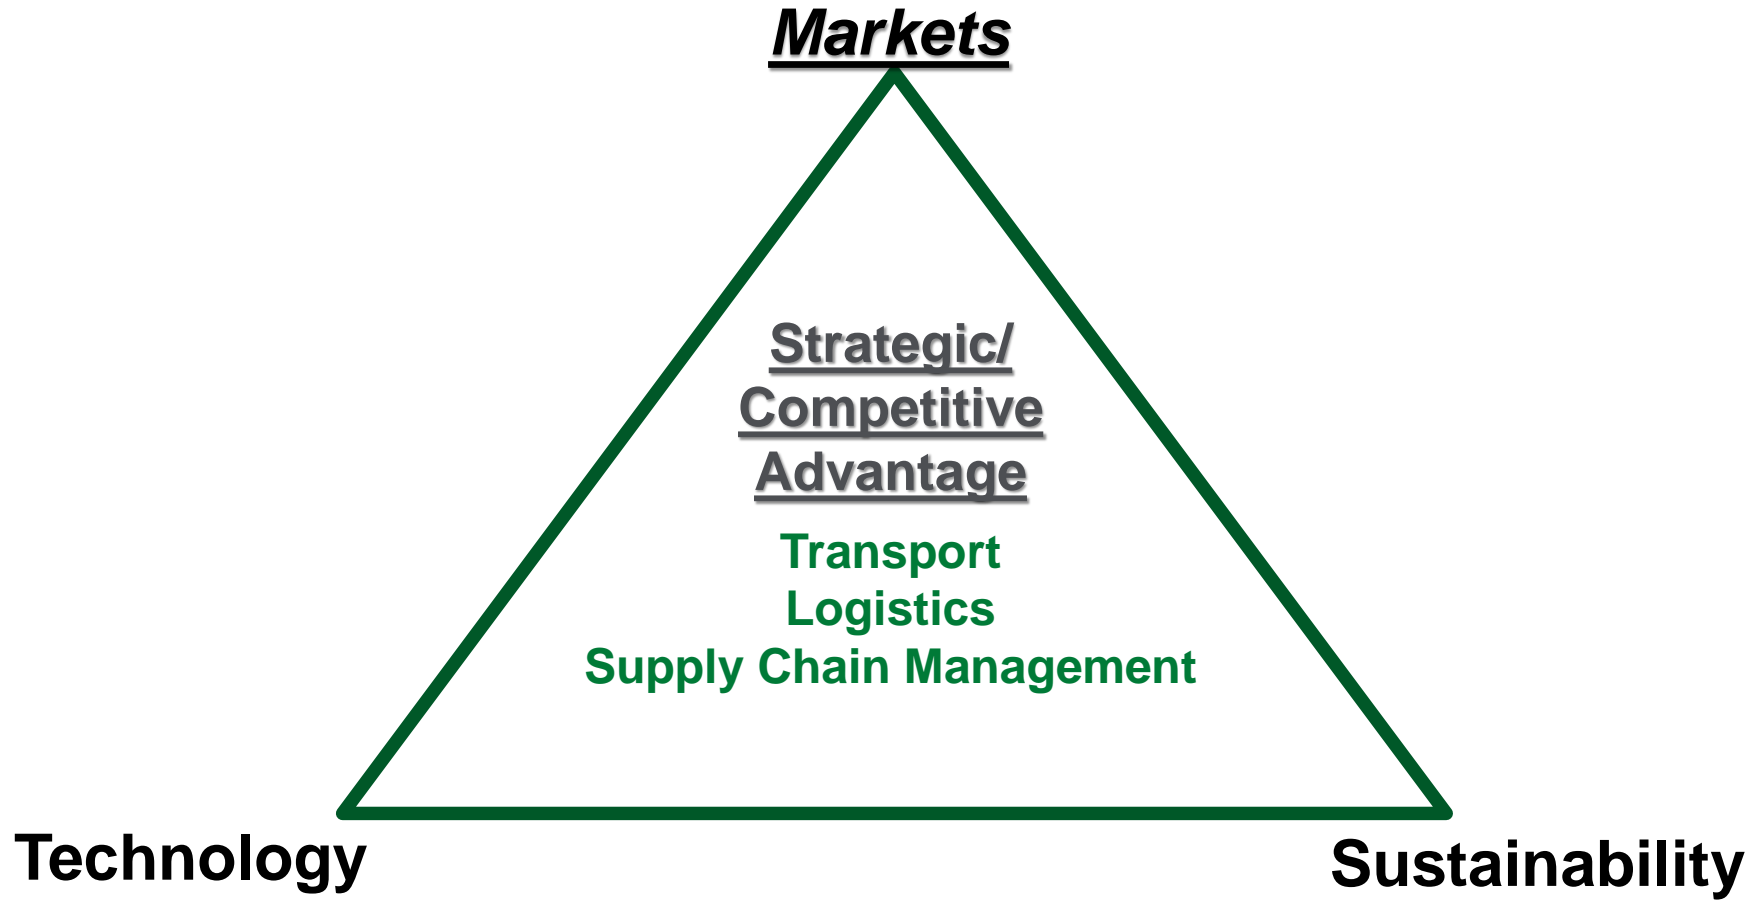 Markets
Strategic/
Competitive
Advantage
Transport
Logistics
Supply Chain Management
Technology
Sustainability